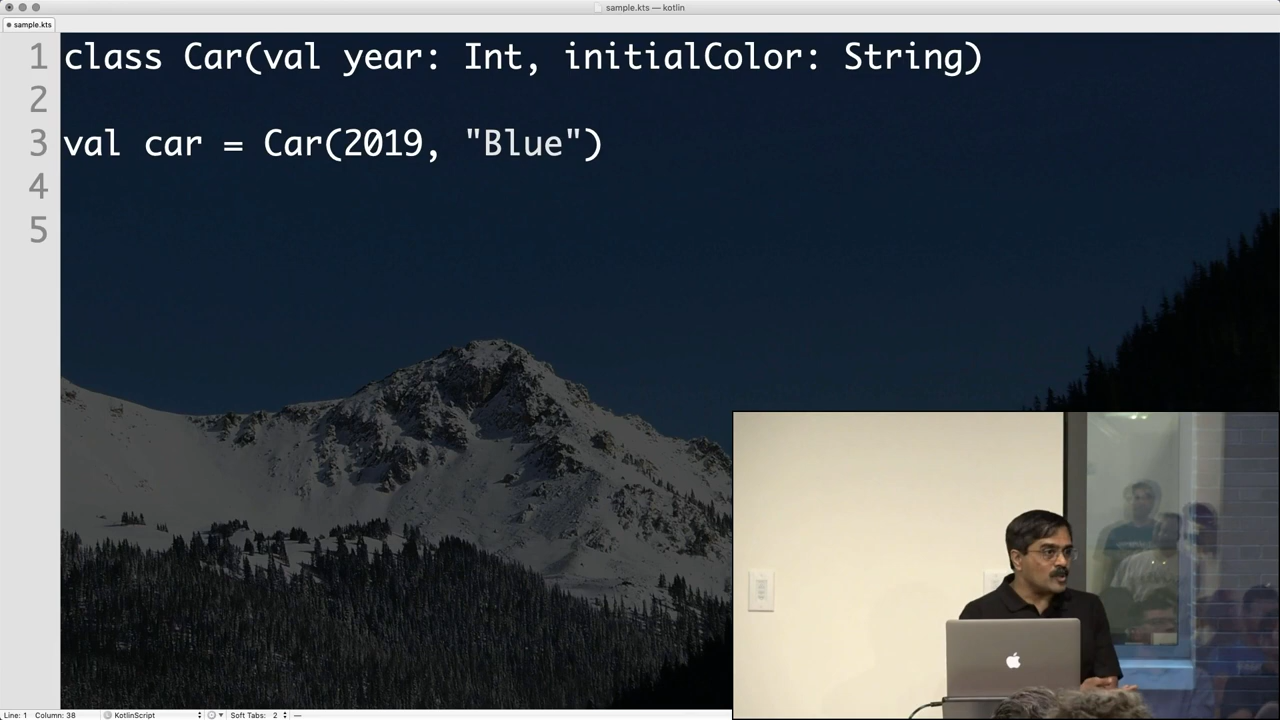 sample.kts — kotlin
sample.kts
1 class Car(val year: Int, initialColor: String)
2
3 val car = Car(2019, "Blue")
4
5
Line: 1 Column: 38 KotlinScript Soft Tabs: 2 —